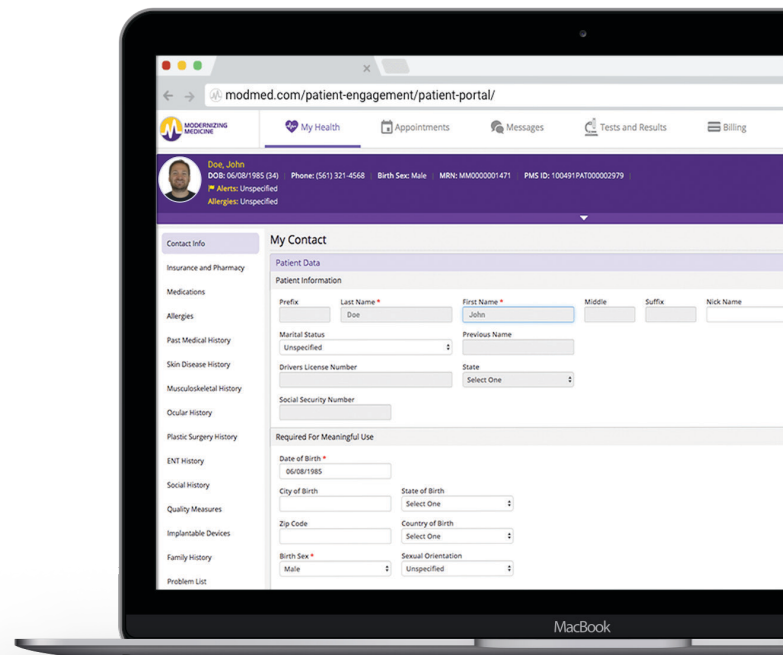 modmed.com/patient-engagement/patient-portal/
MODERNIZING
MEDICINE
My Health
Appointments
Messages
Tests and Results
Billing
Doe, John
DOB: 06/08/1985 (34) Phone: (561) 321-4568 Birth Sex: Male MRN: MM0000001471 PMS ID: 100491PAT000002979
Alerts: Unspecified
Allergies: Unspecified
Contact Info
Insurance and Pharmacy
Medications
Allergies
Past Medical History
Skin Disease History
Musculoskeletal History
Ocular History
Plastic Surgery History
ENT History
Social History
Quality Measures
Implantable Devices
Family History
Problem List
My Contact
Patient Data
Patient Information
Prefix Last Name * First Name * Middle Suffix Nick Name
Doe John
Marital Status Previous Name
Unspecified
Drivers License Number State
Select One
Social Security Number
Required For Meaningful Use
Date of Birth *
06/08/1985
City of Birth State of Birth
Select One
Zip Code Country of Birth
Select One
Birth Sex * Sexual Orientation
Male Unspecified
MacBook